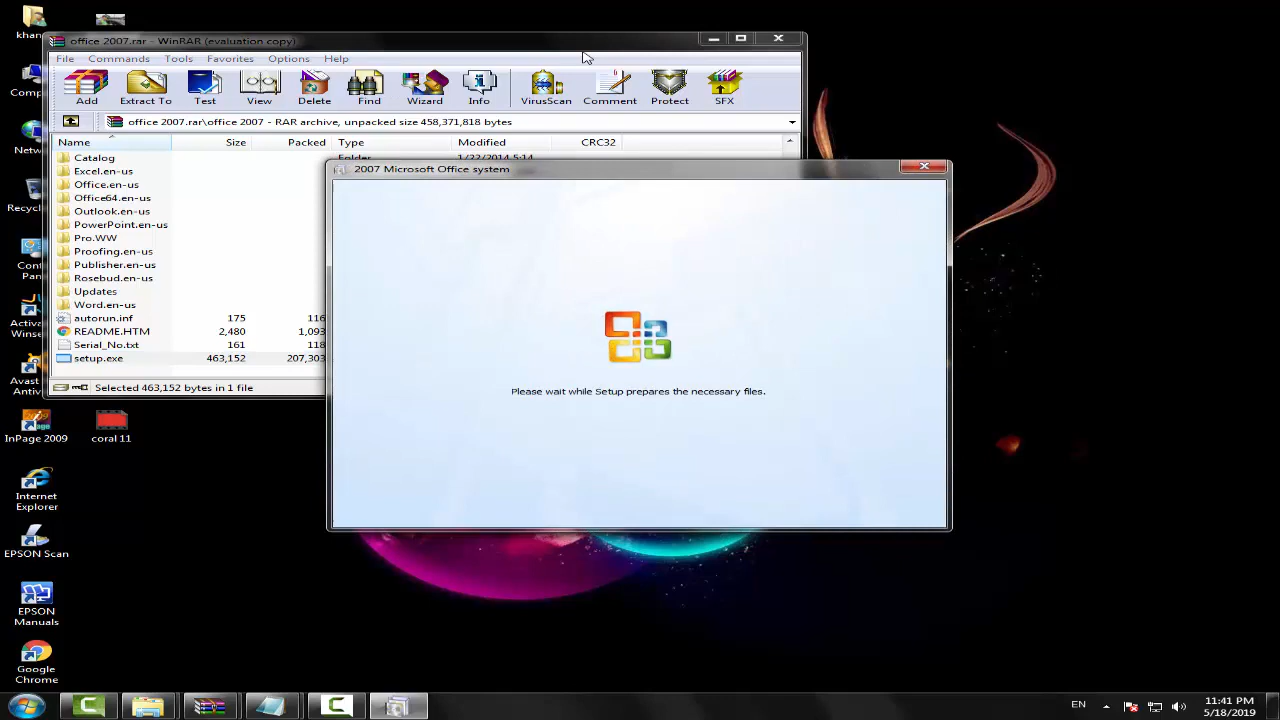 khan
office 2007.rar - WinRAR (evaluation copy)
File Commands Tools Favorites Options Help
Add Extract To Test View Delete Find Wizard Info VirusScan Comment Protect SFX
office 2007.rar\office 2007 - RAR archive, unpacked size 458,371,818 bytes
Name Size Packed Type Modified CRC32
Catalog Folder 1/22/2014 5:14
Excel.en-us
Office.en-us
Office64.en-us
Outlook.en-us
PowerPoint.en-us
Pro.WW
Proofing.en-us
Publisher.en-us
Rosebud.en-us
Updates
Word.en-us
autorun.inf 175 116
README.HTM 2,480 1,093
Serial_No.txt 161 118
setup.exe 463,152 207,303
Selected 463,152 bytes in 1 file
2007 Microsoft Office system
Please wait while Setup prepares the necessary files.
Comp
Netw
Recyc
Cont
Pan
Activa
Winse
Avast
Antiv
InPage 2009
coral 11
Internet
Explorer
EPSON Scan
EPSON
Manuals
Google
Chrome
EN
11:41 PM
5/18/2019